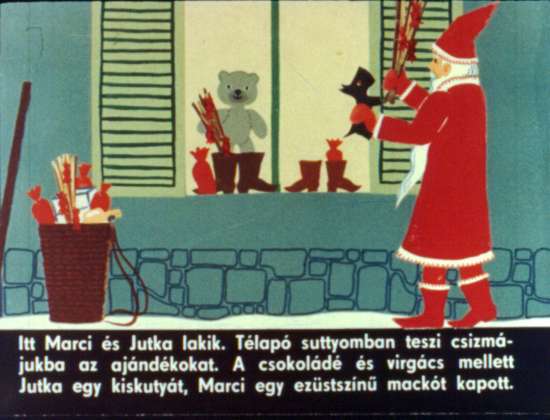 Itt Marci és Jutka lakik. Télapó suttyomban teszi csizmá-
jukba az ajándékokat. A csokoládé és virgács mellett
Jutka egy kiskutyát, Marci egy ezüstszínű mackót kapott.